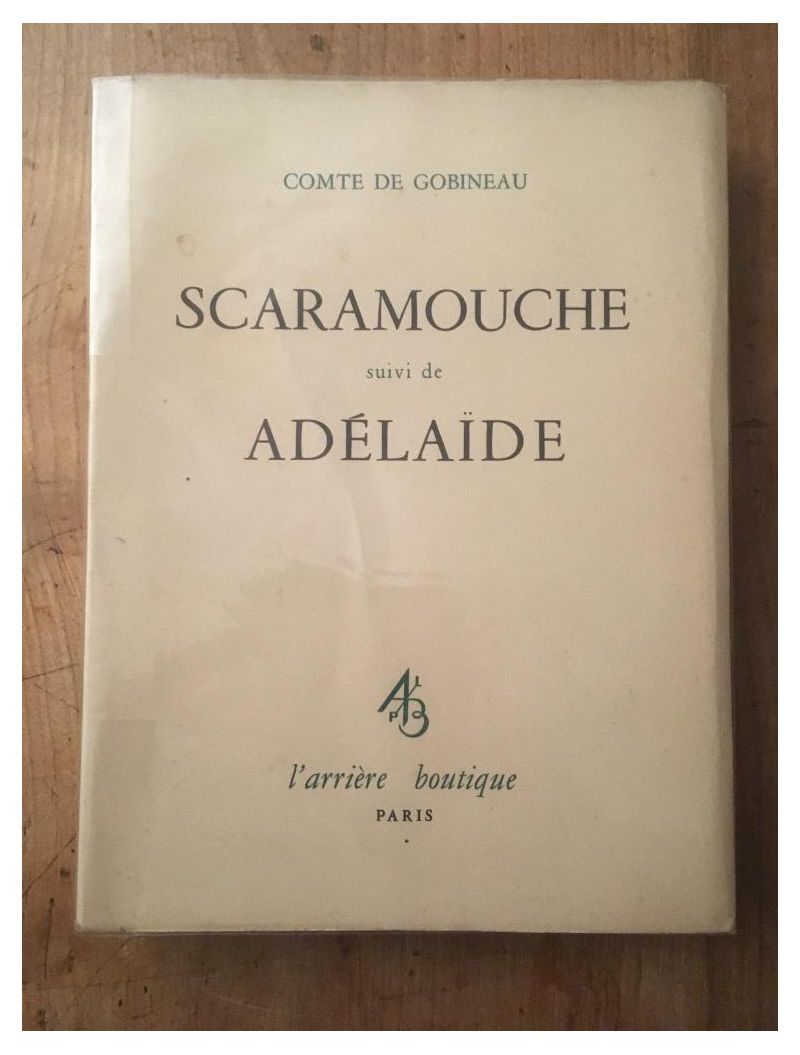 COMTE DE GOBINEAU
SCARAMOUCHE
suivi de
ADÉLAÏDE
l'arrière boutique
PARIS